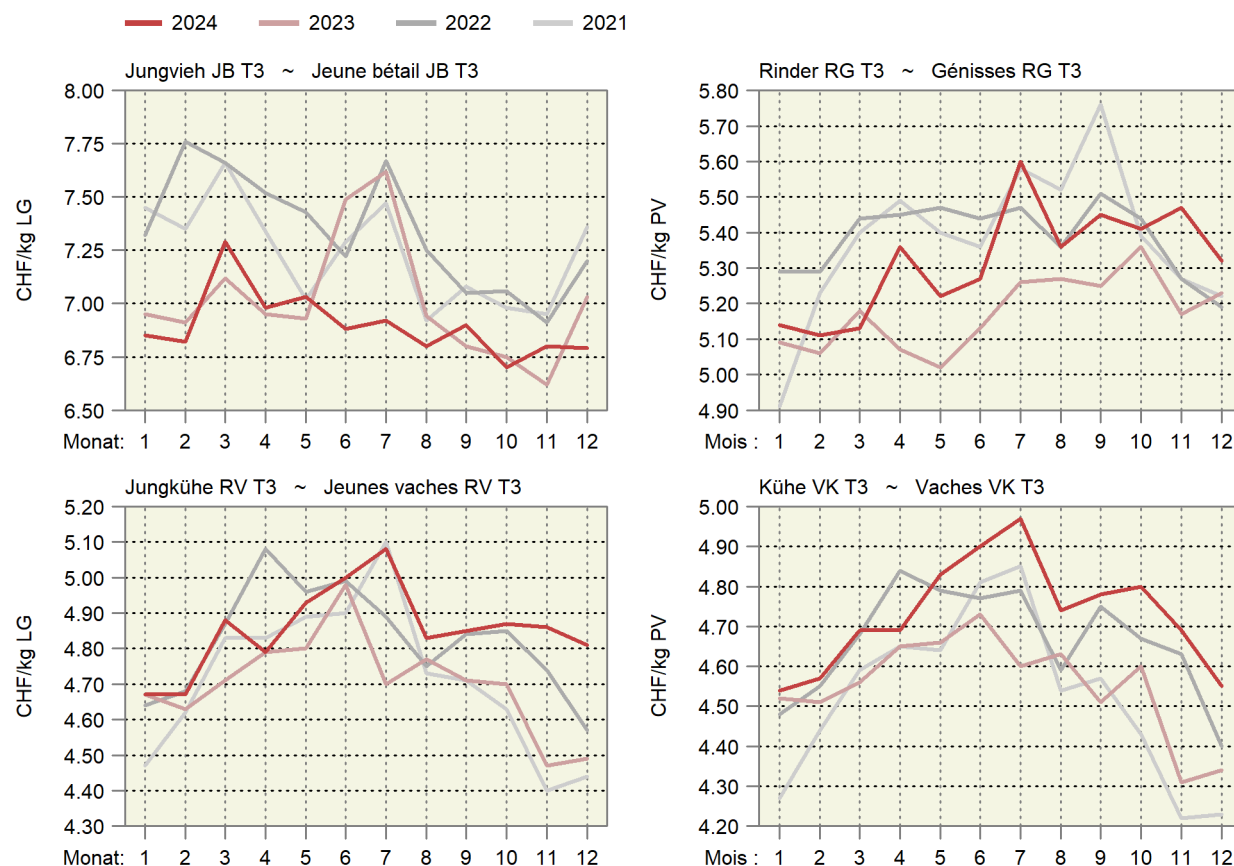 2024 2023 2022 2021
Jungvieh JB T3 ~ Jeune bétail JB T3
CHF/kg LG
8.00
7.75
7.50
7.25
7.00
6.75
6.50
Monat: 1 2 3 4 5 6 7 8 9 10 11 12
Rinder RG T3 ~ Génisses RG T3
CHF/kg PV
5.80
5.70
5.60
5.50
5.40
5.30
5.20
5.10
5.00
4.90
Mois : 1 2 3 4 5 6 7 8 9 10 11 12
Jungkühe RV T3 ~ Jeunes vaches RV T3
CHF/kg LG
5.20
5.10
5.00
4.90
4.80
4.70
4.60
4.50
4.40
4.30
Monat: 1 2 3 4 5 6 7 8 9 10 11 12
Kühe VK T3 ~ Vaches VK T3
CHF/kg PV
5.00
4.90
4.80
4.70
4.60
4.50
4.40
4.30
4.20
Mois : 1 2 3 4 5 6 7 8 9 10 11 12